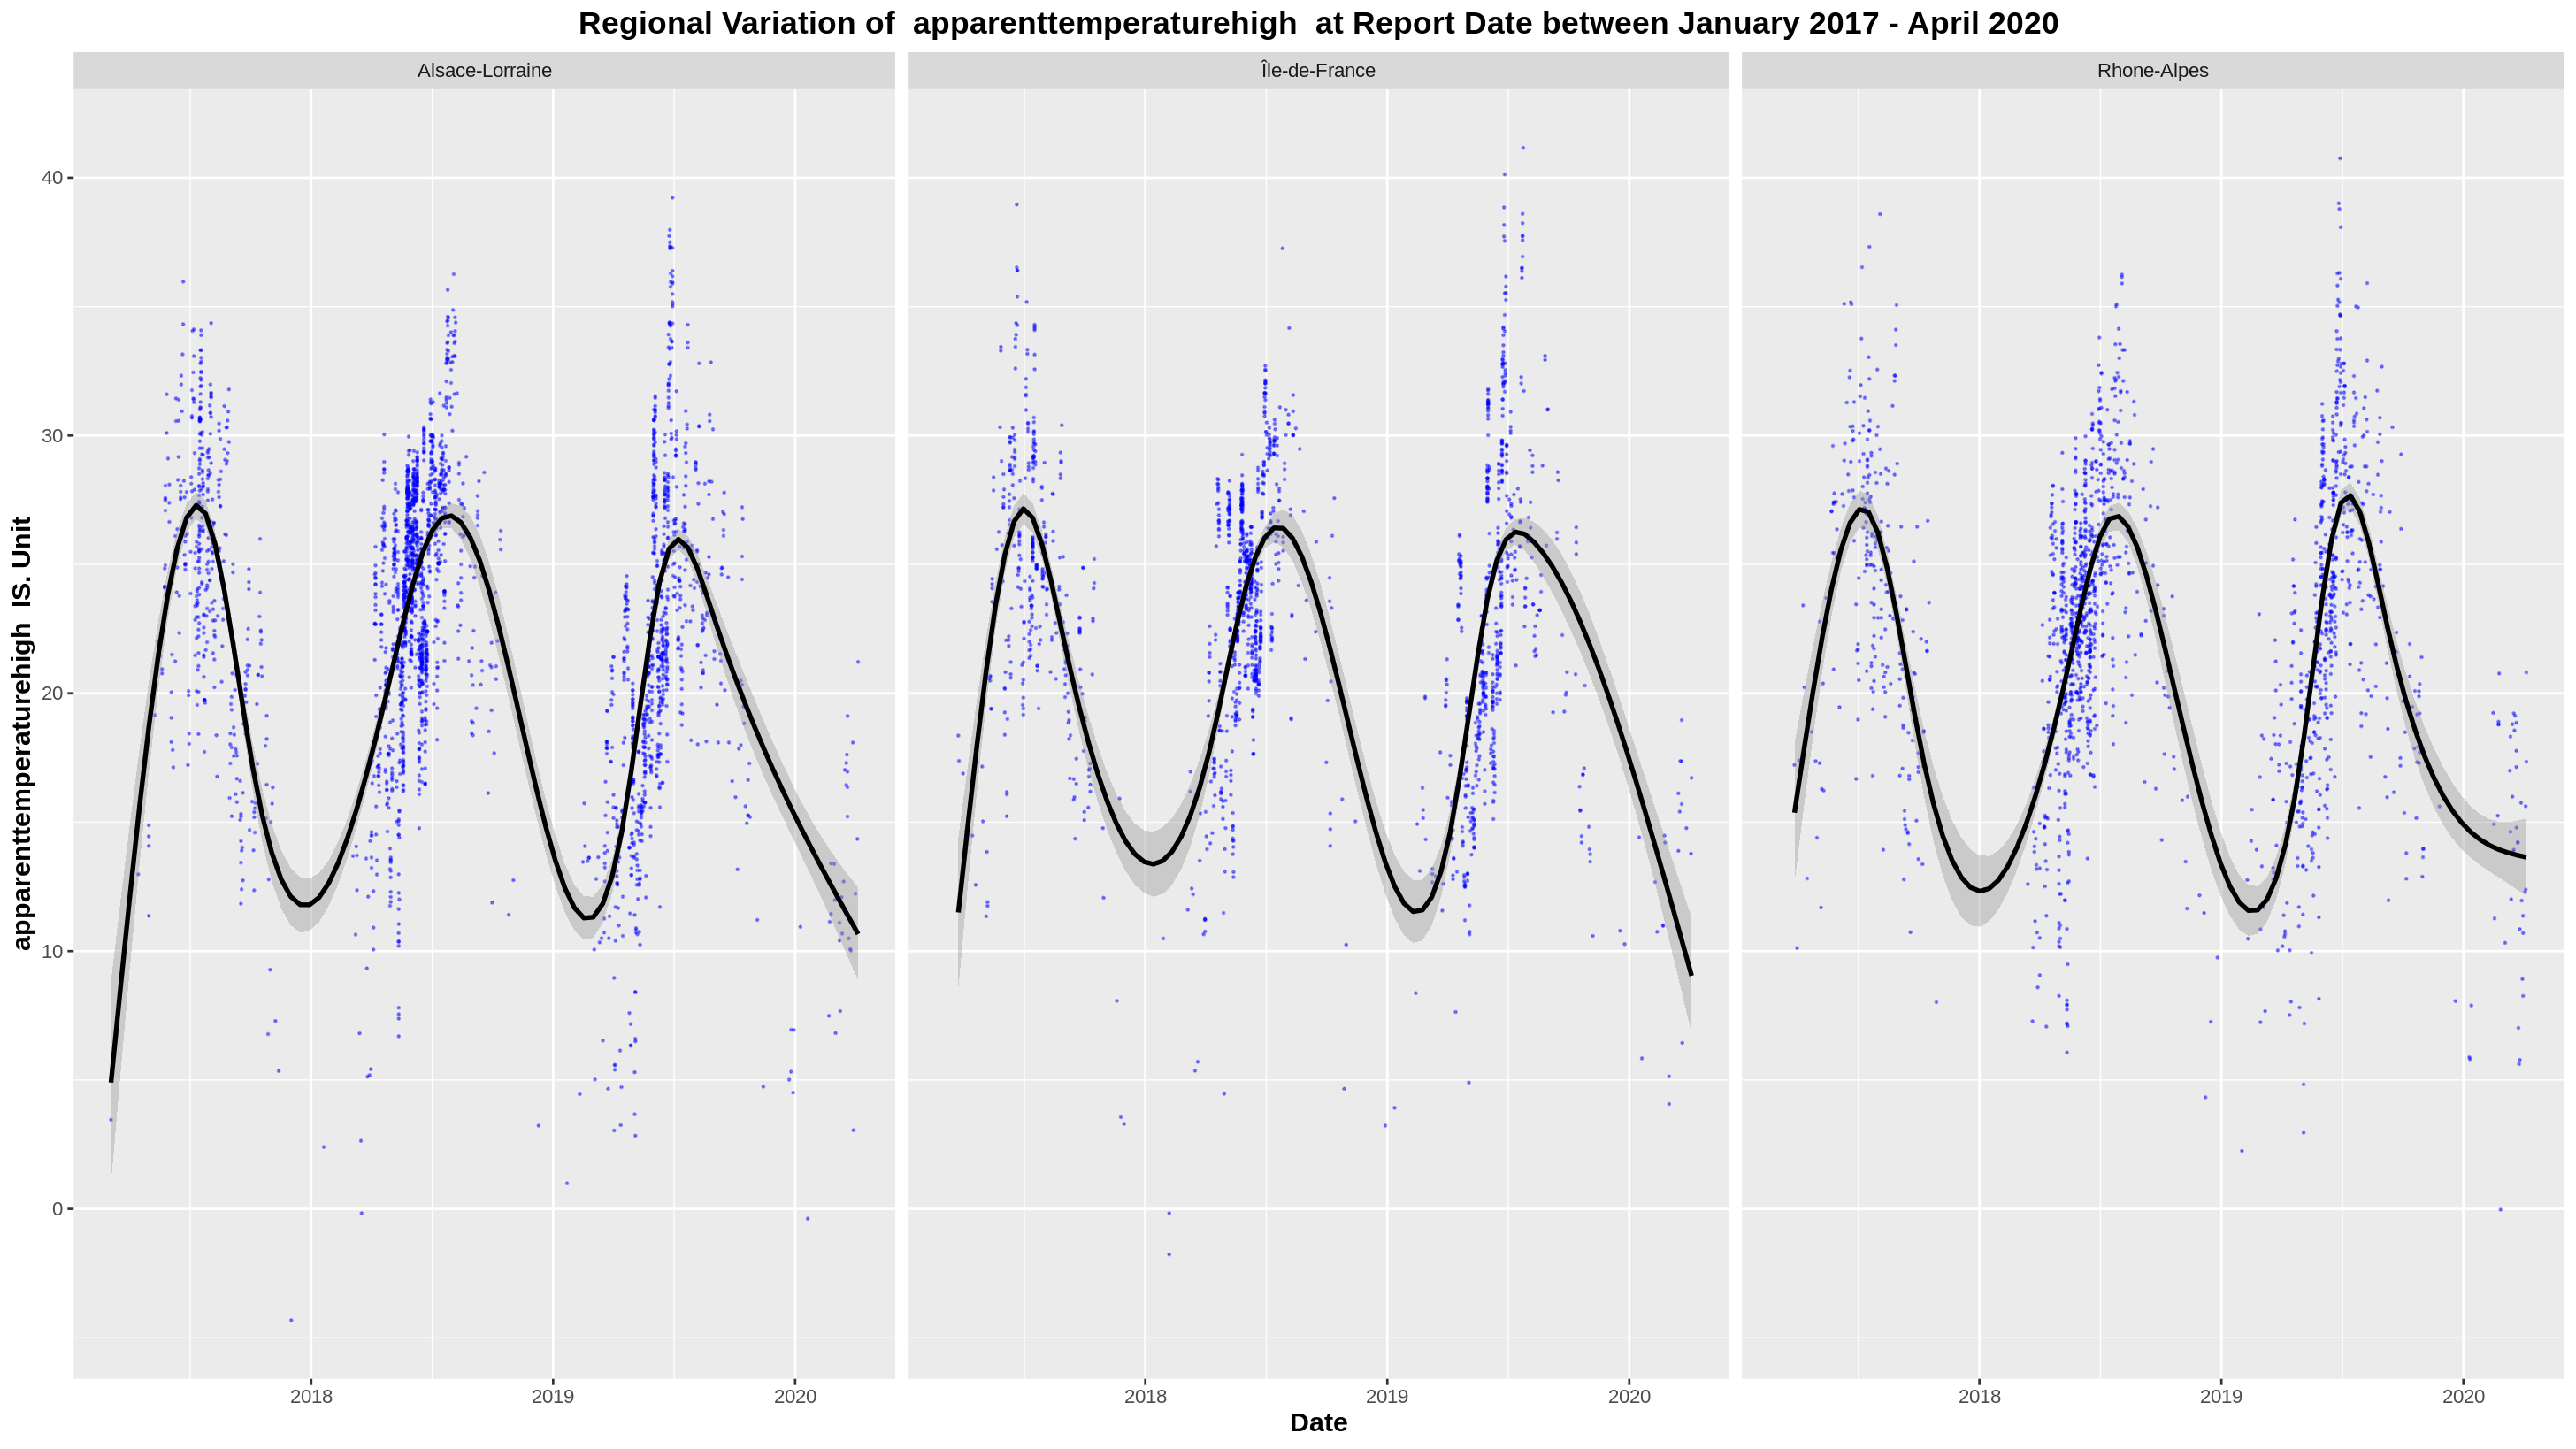 Regional Variation of  apparenttemperaturehigh  at Report Date between January 2017 - April 2020
Alsace-Lorraine
Île-de-France
Rhone-Alpes
apparenttemperaturehigh  IS. Unit
40
30
20
10
0
2018
2019
2020
2018
2019
2020
2018
2019
2020
Date